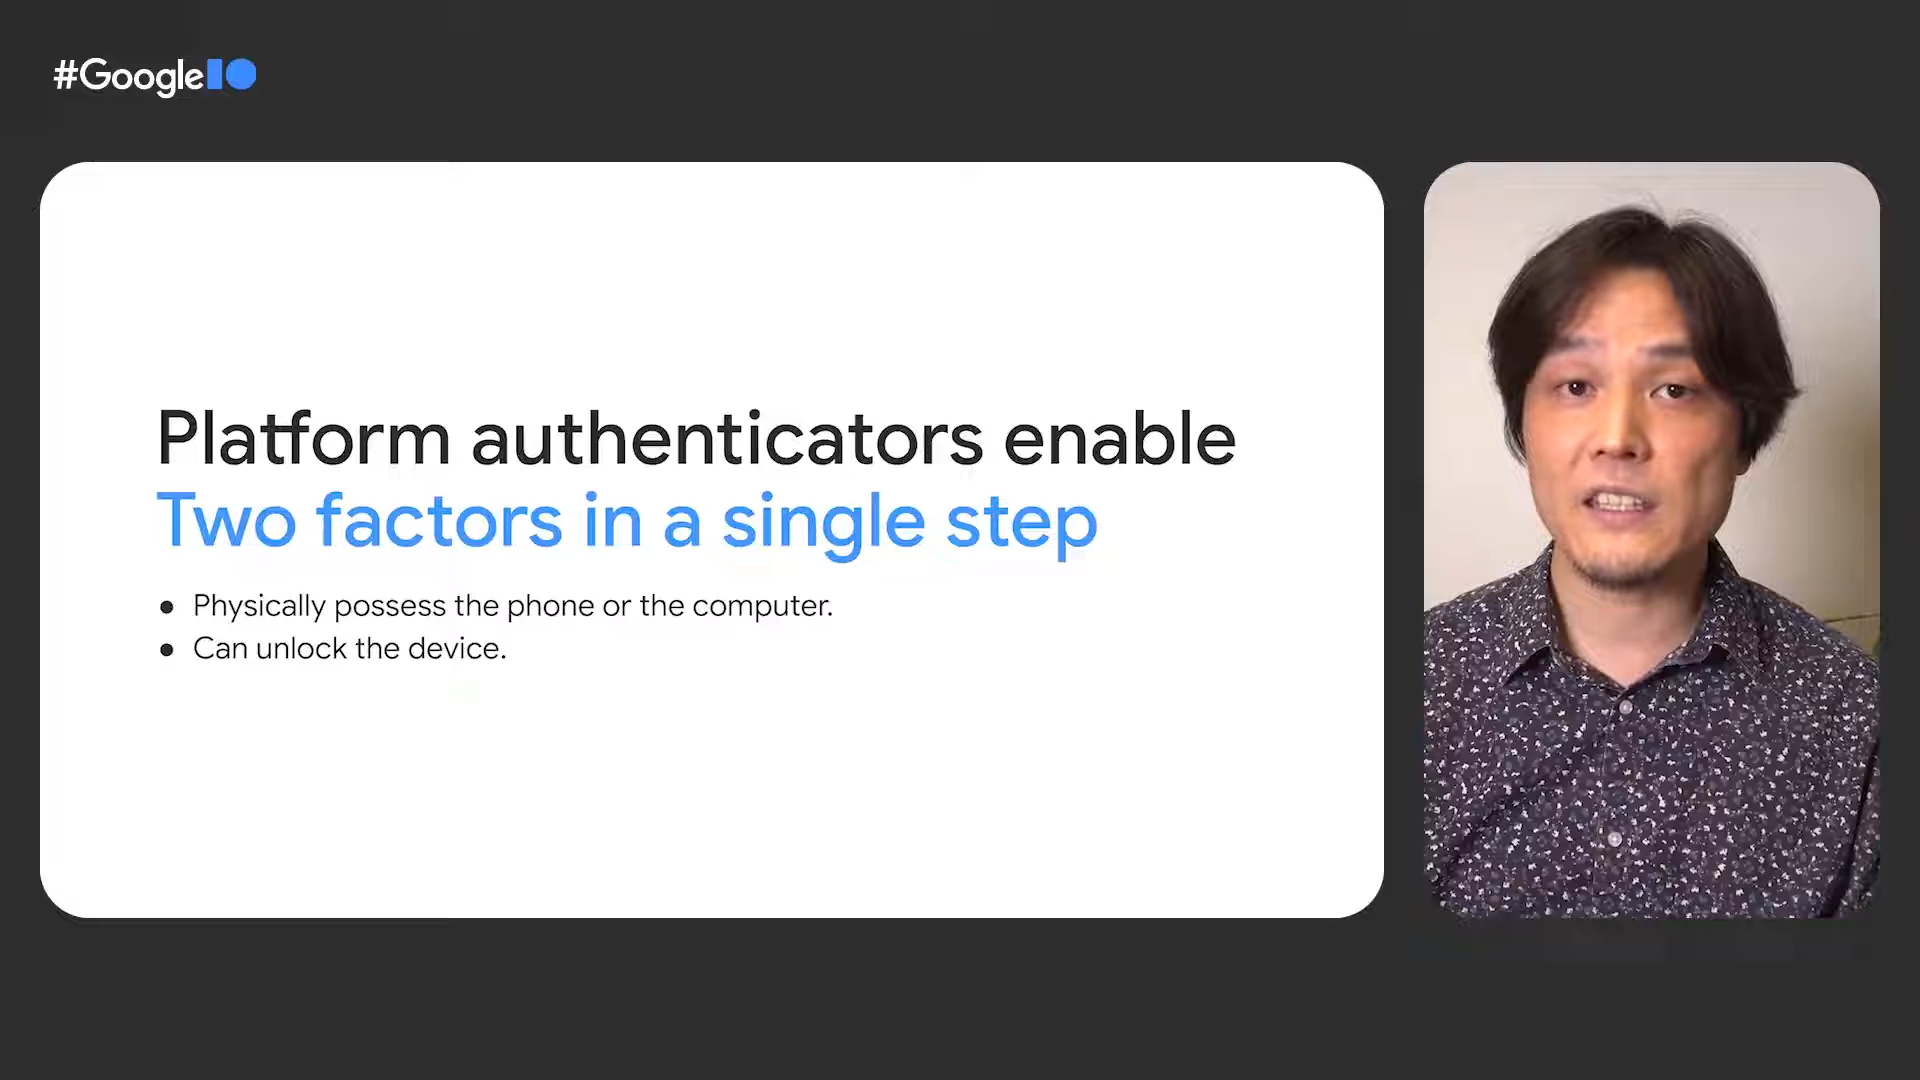 #GoogleIO
Platform authenticators enable
Two factors in a single step
• Physically possess the phone or the computer.
• Can unlock the device.